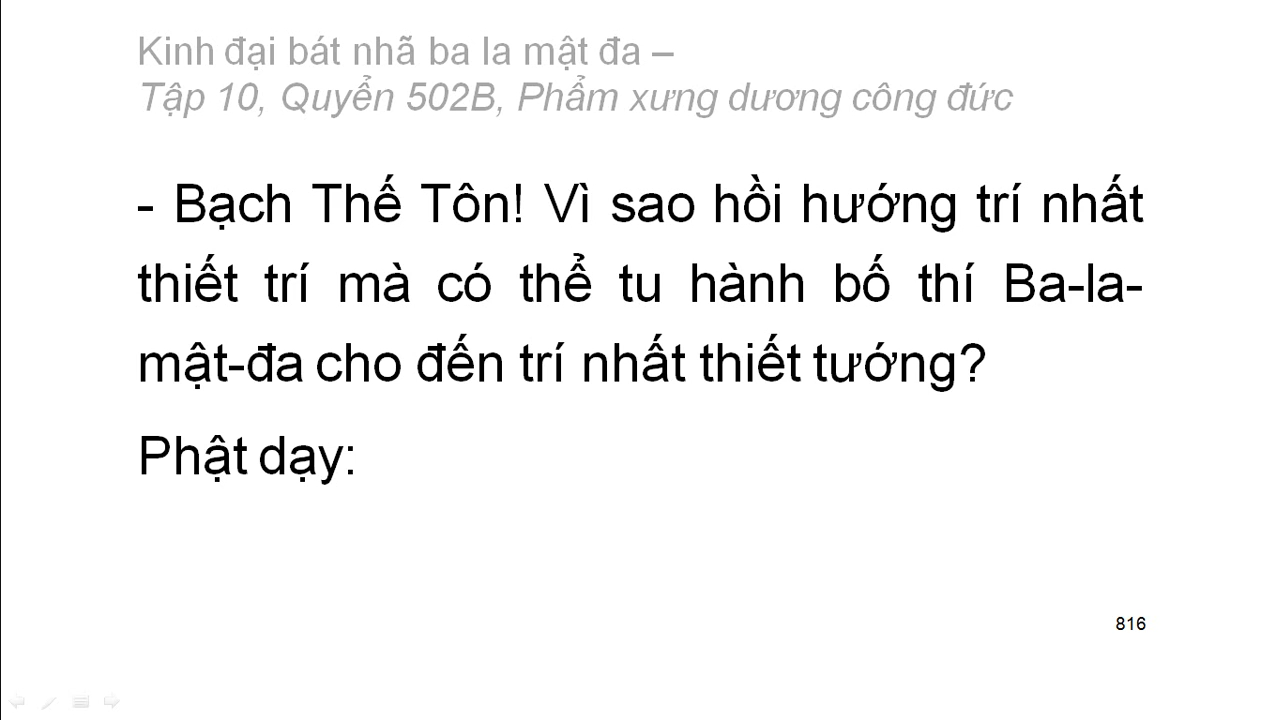 Kinh đại bát nhã ba la mật đa –
Tập 10, Quyển 502B, Phẩm xưng dương công đức
- Bạch Thế Tôn! Vì sao hồi hướng trí nhất
thiết trí mà có thể tu hành bố thí Ba-la-
mật-đa cho đến trí nhất thiết tướng?
Phật dạy:
816